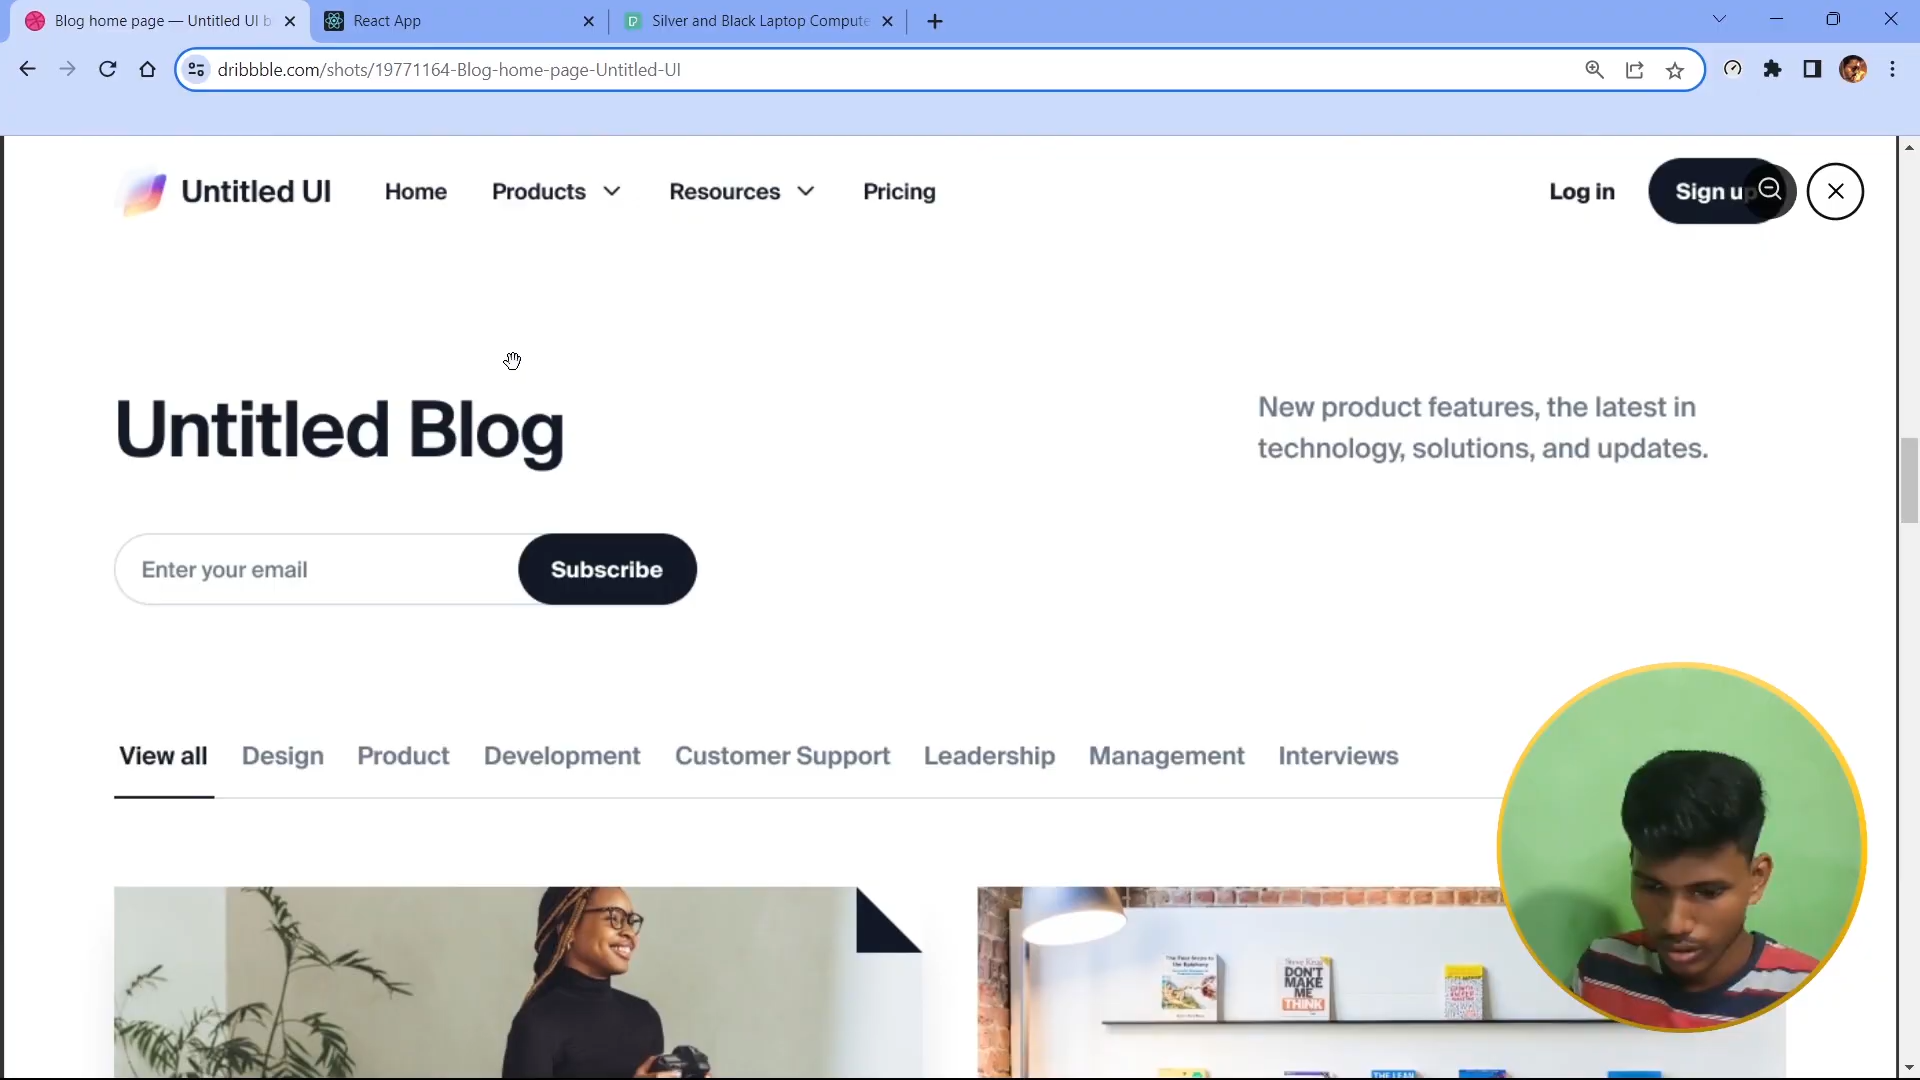 Blog home page — Untitled UI b
React App
Silver and Black Laptop Compute
dribbble.com/shots/19771164-Blog-home-page-Untitled-UI
Untitled UI Home Products Resources Pricing Log in Sign up
Untitled Blog
New product features, the latest in
technology, solutions, and updates.
Enter your email Subscribe
View all Design Product Development Customer Support Leadership Management Interviews
DON'T
MAKE
ME
THINK
THE LEAN